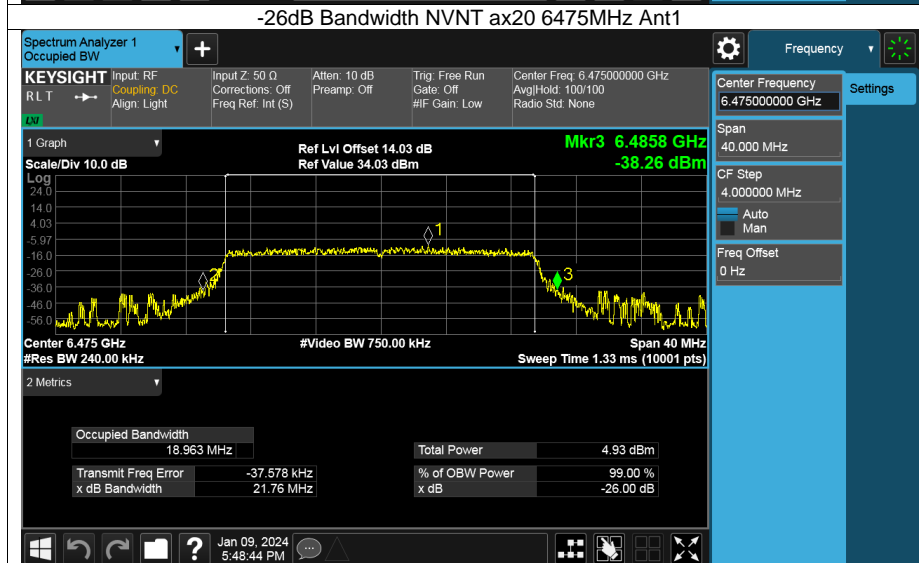 -26dB Bandwidth NVNT ax20 6475MHz Ant1
Spectrum Analyzer 1
Occupied BW
+
Frequency
KEYSIGHT
RLT
LXI
Input: RF
Coupling: DC
Align: Light
Input Z: 50 Ω
Corrections: Off
Freq Ref: Int (S)
Atten: 10 dB
Preamp: Off
Trig: Free Run
Gate: Off
#IF Gain: Low
Center Freq: 6.475000000 GHz
Avg|Hold: 100/100
Radio Std: None
Center Frequency
6.475000000 GHz
Settings
Span
40.000 MHz
CF Step
4.000000 MHz
Auto
Man
Freq Offset
0 Hz
1 Graph
Ref Lvl Offset 14.03 dB
Mkr3 6.4858 GHz
Scale/Div 10.0 dB
Ref Value 34.03 dBm
-38.26 dBm
Log
24.0
14.0
4.03
-5.97
-16.0
-26.0
-36.0
-46.0
-56.0
1
2
3
Center 6.475 GHz
#Video BW 750.00 kHz
Span 40 MHz
#Res BW 240.00 kHz
Sweep Time 1.33 ms (10001 pts)
2 Metrics
Occupied Bandwidth
18.963 MHz
Total Power 4.93 dBm
Transmit Freq Error -37.578 kHz
% of OBW Power 99.00 %
x dB Bandwidth 21.76 MHz
x dB -26.00 dB
?
Jan 09, 2024
5:48:44 PM